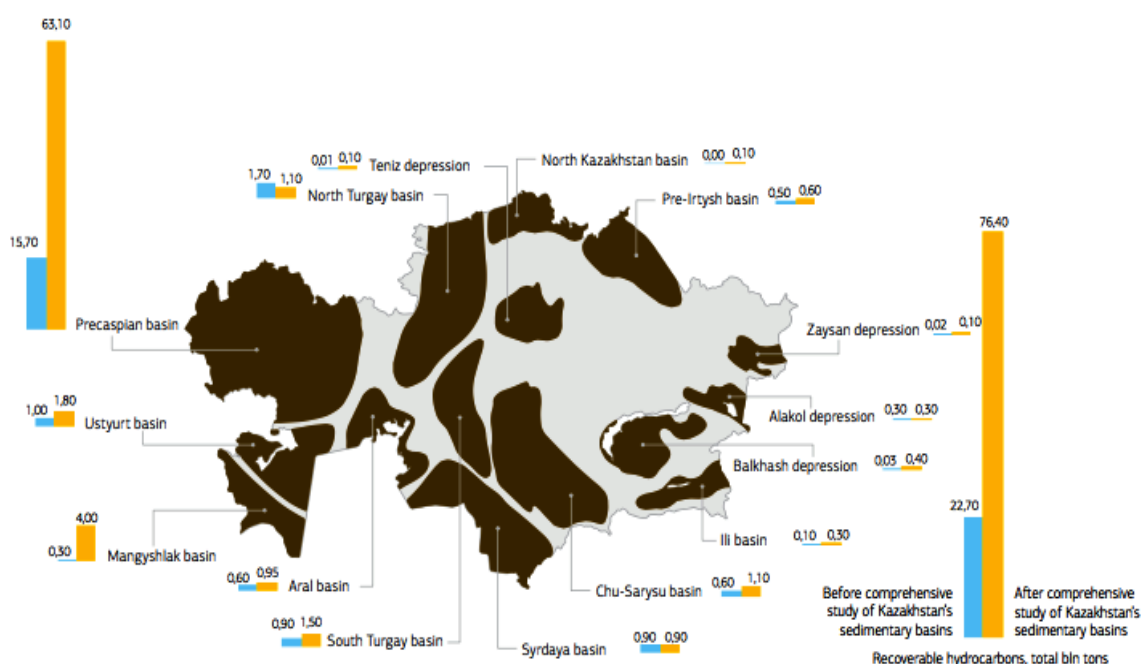 63,10
15,70
Precaspian basin
0,01 0,10 Teniz depression
1,70 1,10 North Turgay basin
North Kazakhstan basin 0,00 0,10
Pre-Irtysh basin 0,50 0,60
76,40
Zaysan depression 0,02 0,10
1,00 1,80 Ustyurt basin
Alakol depression 0,30 0,30
Balkhash depression 0,03 0,40
22,70
0,30 4,00 Mangyshlak basin
Ili basin 0,10 0,30
0,60 0,95 Aral basin
Chu-Sarysu basin 0,60 1,10
0,90 1,50 South Turgay basin
Syrdaya basin 0,90 0,90
Before comprehensive
study of Kazakhstan's
sedimentary basins
After comprehensive
study of Kazakhstan's
sedimentary basins
Recoverable hydrocarbons, total bln tons